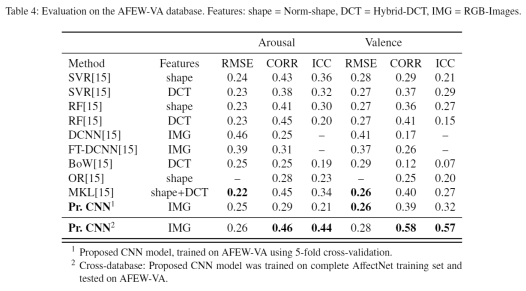 Table 4: Evaluation on the AFEW-VA database. Features: shape = Norm-shape, DCT = Hybrid-DCT, IMG = RGB-Images.
Arousal Valence
Method Features RMSE CORR ICC RMSE CORR ICC
SVR[15] shape 0.24 0.43 0.36 0.28 0.29 0.21
SVR[15] DCT 0.23 0.38 0.32 0.27 0.37 0.29
RF[15] shape 0.23 0.41 0.30 0.27 0.36 0.27
RF[15] DCT 0.23 0.45 0.20 0.27 0.41 0.15
DCNN[15] IMG 0.46 0.25 – 0.41 0.17 –
FT-DCNN[15] IMG 0.39 0.31 – 0.37 0.26 –
BoW[15] DCT 0.25 0.25 0.19 0.29 0.12 0.07
OR[15] shape – 0.28 0.23 – 0.25 0.20
MKL[15] shape+DCT 0.22 0.45 0.34 0.26 0.40 0.27
Pr. CNN¹ IMG 0.25 0.29 0.21 0.26 0.39 0.32
Pr. CNN² IMG 0.26 0.46 0.44 0.28 0.58 0.57
¹ Proposed CNN model, trained on AFEW-VA using 5-fold cross-validation.
² Cross-database: Proposed CNN model was trained on complete AffectNet training set and
tested on AFEW-VA.